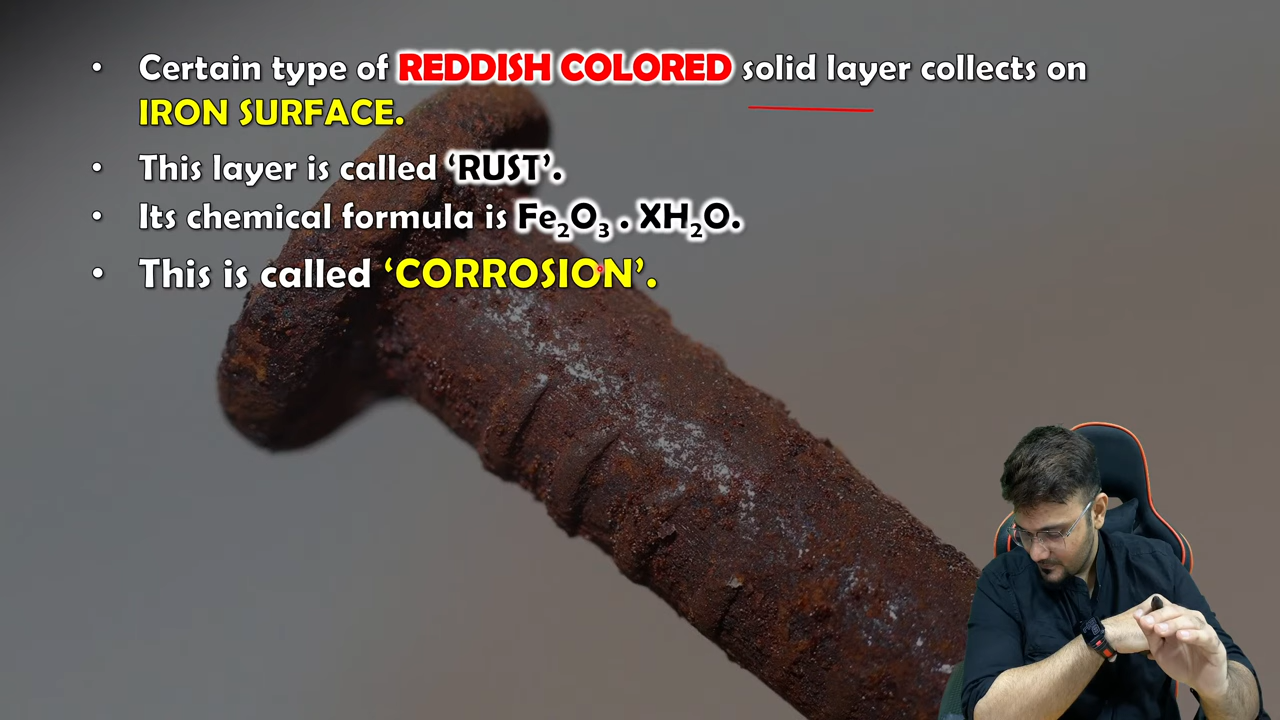 • Certain type of REDDISH COLORED solid layer collects on
IRON SURFACE.
• This layer is called ‘RUST’.
• Its chemical formula is Fe₂O₃ . XH₂O.
• This is called ‘CORROSION’.